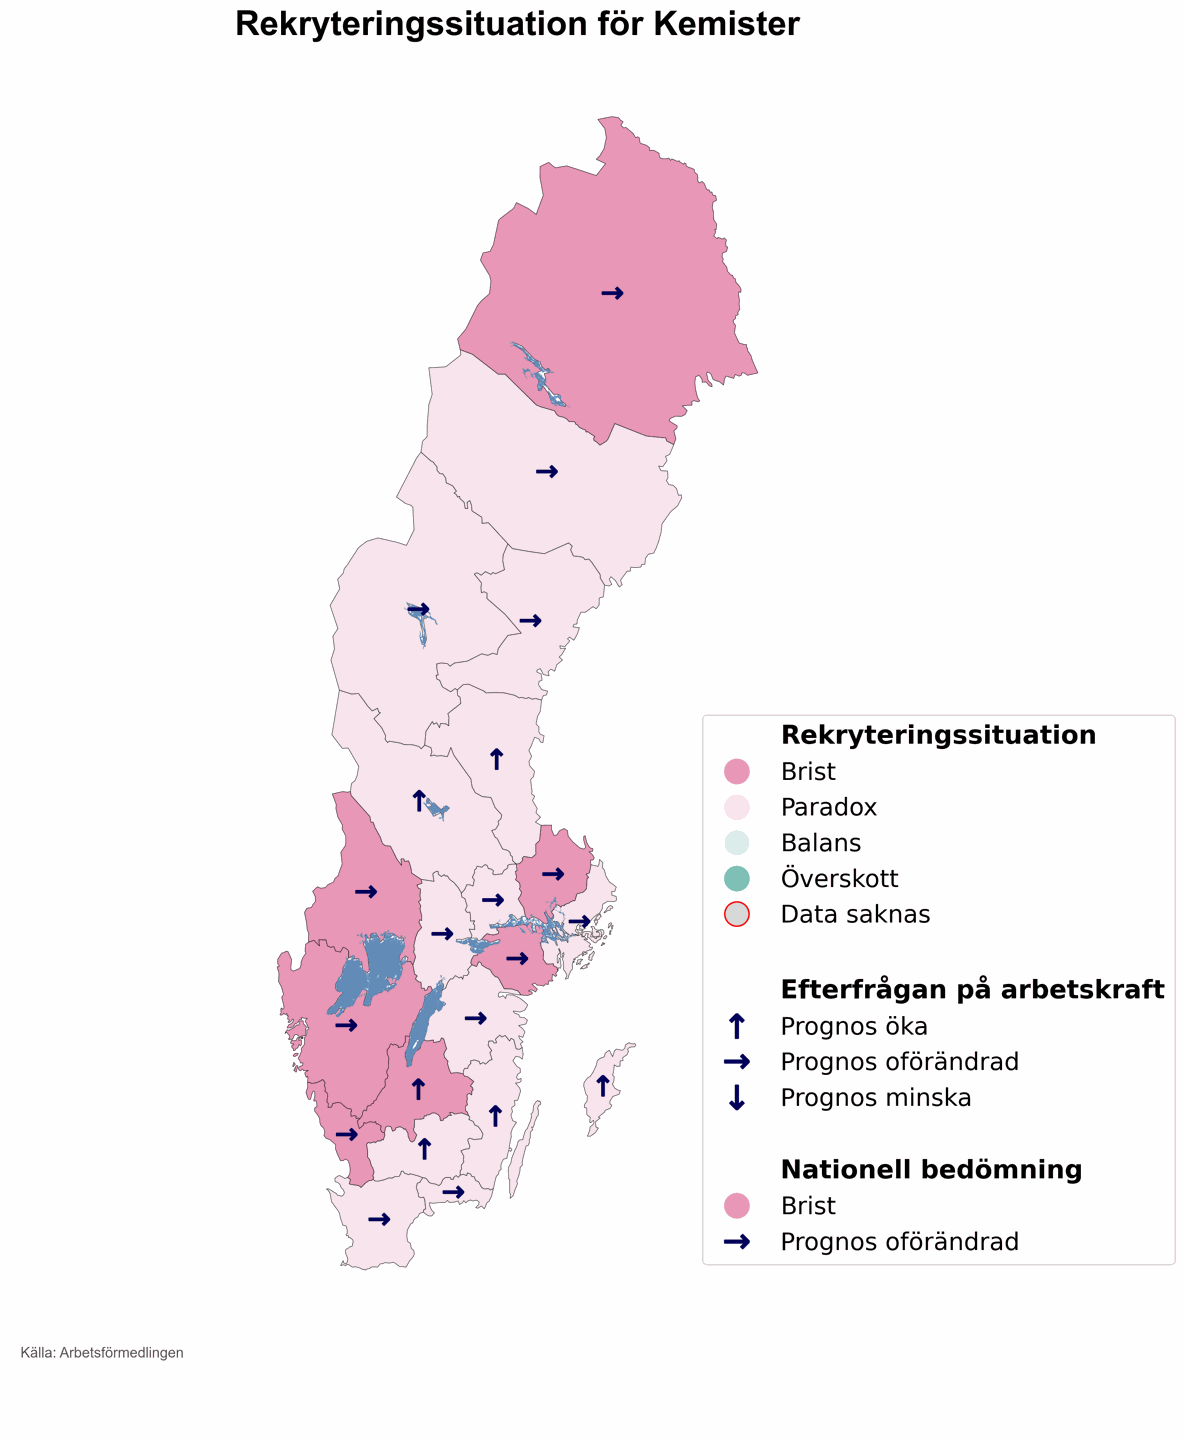 Rekryteringssituation för Kemister
Rekryteringssituation
Brist
Paradox
Balans
Överskott
Data saknas
Efterfrågan på arbetskraft
Prognos öka
Prognos oförändrad
Prognos minska
Nationell bedömning
Brist
Prognos oförändrad
Källa: Arbetsförmedlingen